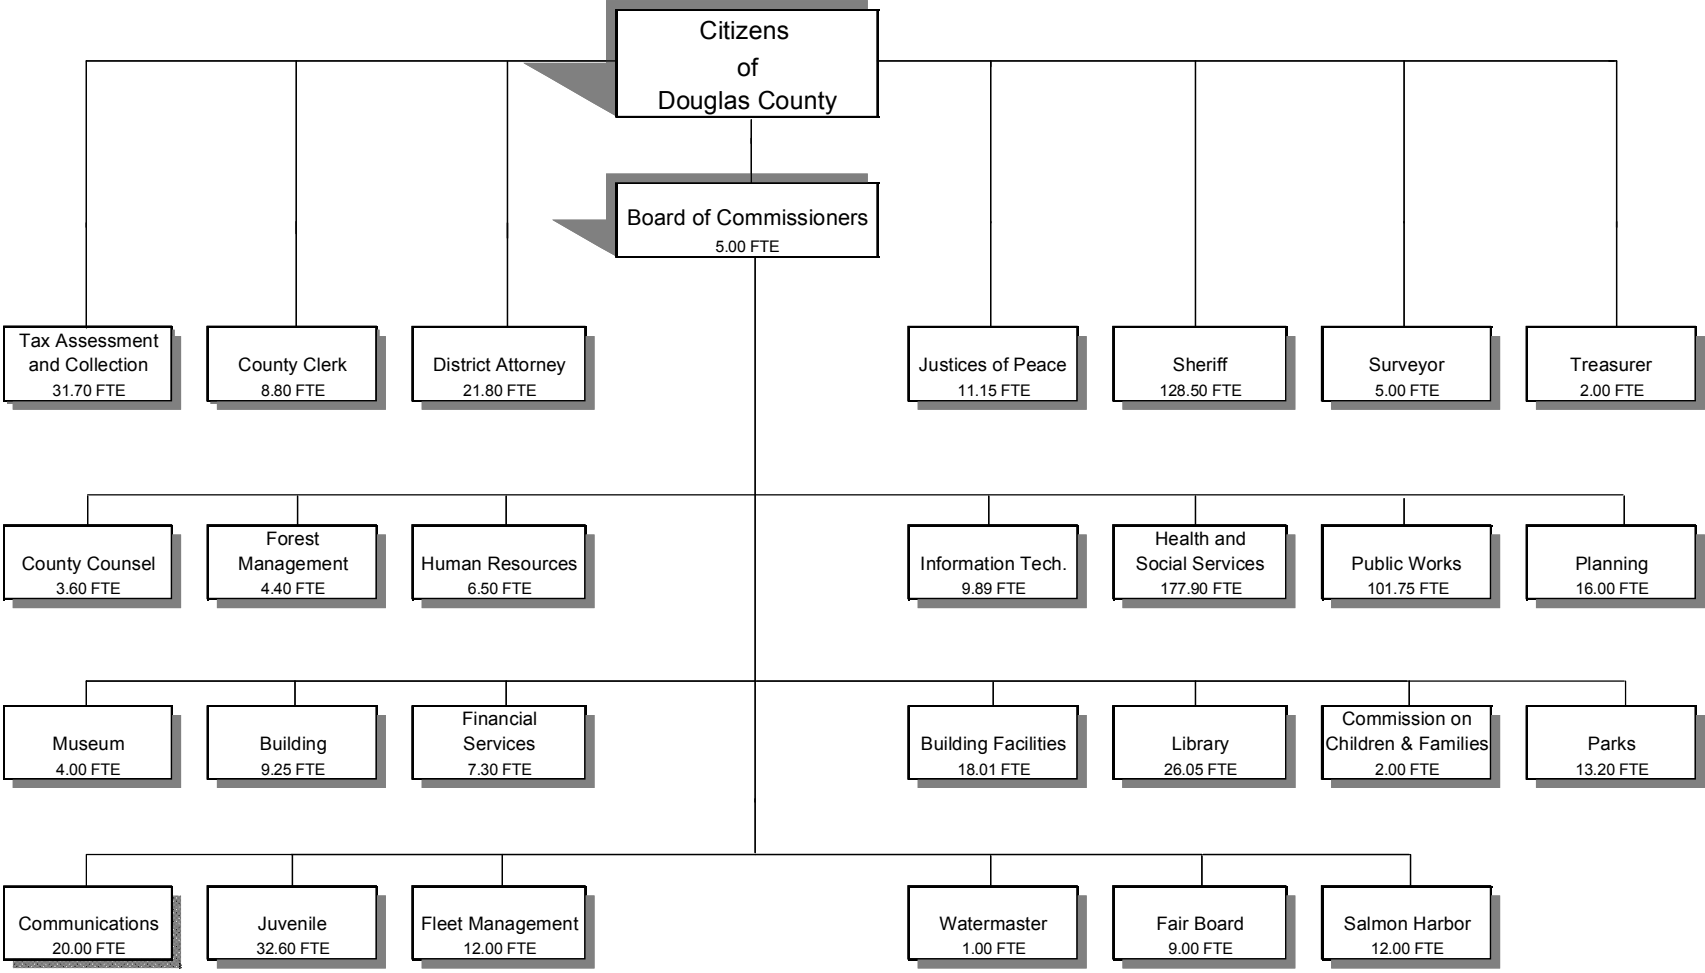 Citizens
of
Douglas County
Board of Commissioners
5.00 FTE
Tax Assessment
and Collection
31.70 FTE
County Clerk
8.80 FTE
District Attorney
21.80 FTE
Justices of Peace
11.15 FTE
Sheriff
128.50 FTE
Surveyor
5.00 FTE
Treasurer
2.00 FTE
County Counsel
3.60 FTE
Forest
Management
4.40 FTE
Human Resources
6.50 FTE
Information Tech.
9.89 FTE
Health and
Social Services
177.90 FTE
Public Works
101.75 FTE
Planning
16.00 FTE
Museum
4.00 FTE
Building
9.25 FTE
Financial
Services
7.30 FTE
Building Facilities
18.01 FTE
Library
26.05 FTE
Commission on
Children & Families
2.00 FTE
Parks
13.20 FTE
Communications
20.00 FTE
Juvenile
32.60 FTE
Fleet Management
12.00 FTE
Watermaster
1.00 FTE
Fair Board
9.00 FTE
Salmon Harbor
12.00 FTE